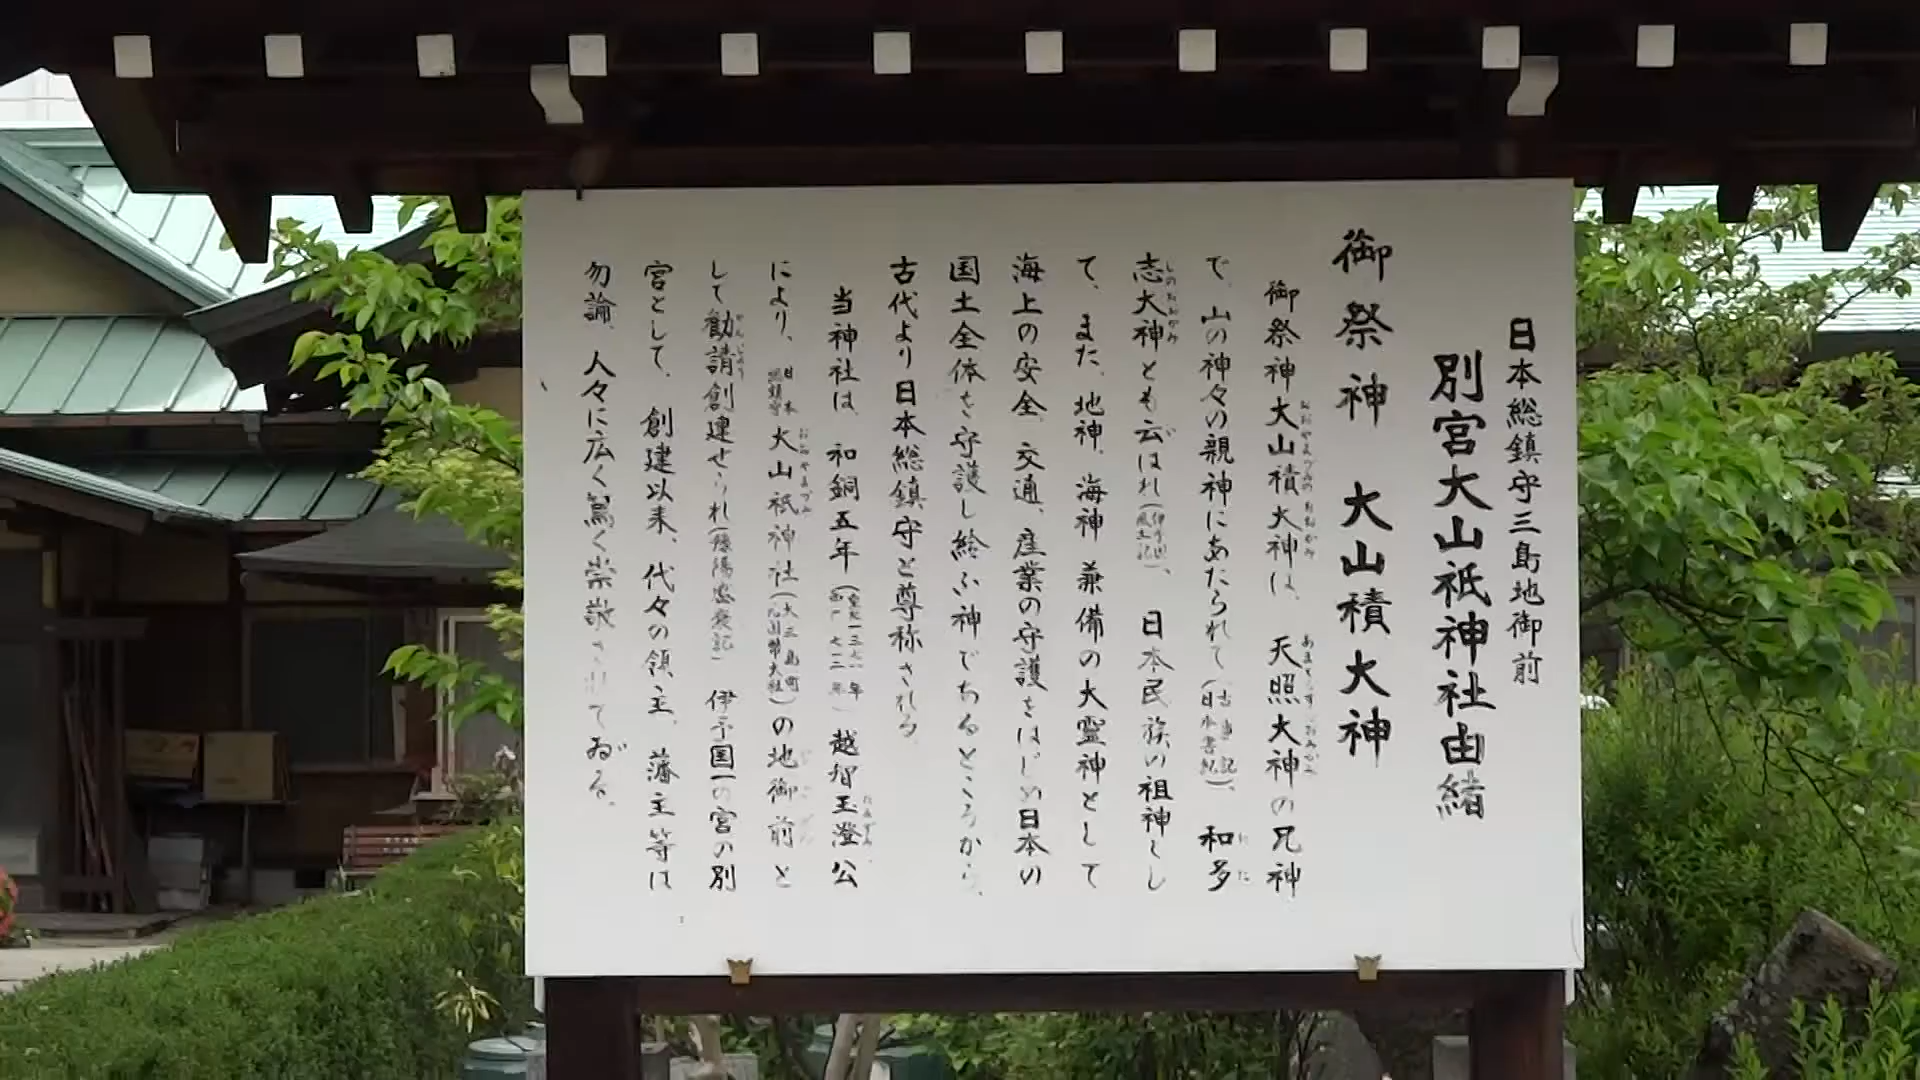 日本総鎮守三島地御前
別宮大山祇神社由緒
御祭神 大山積大神
御祭神大山積大神は、天照大神の兄神
で、山の神々の親神にあたられて(古事記 日本書紀)、和多
志大神とも云はれ(伊予国風土記)、日本民族の祖神とし
て、また、地神、海神兼備の大霊神として
海上の安全、交通、産業の守護をはじめ日本の
国土全体を守護し給ふ神であるところから、
古代より日本総鎮守と尊称される
当神社は、和銅五年(皇紀一三七二年 西暦七一二年)越智玉澄公
により、日本総鎮守大山祇神社(大三島町 元国幣大社)の地御前と
して勧請創建せられ 伊予国一の宮の別
宮として、創建以来、代々の領主、藩主等は
勿論、人々に広く篤く崇敬されてゐる。